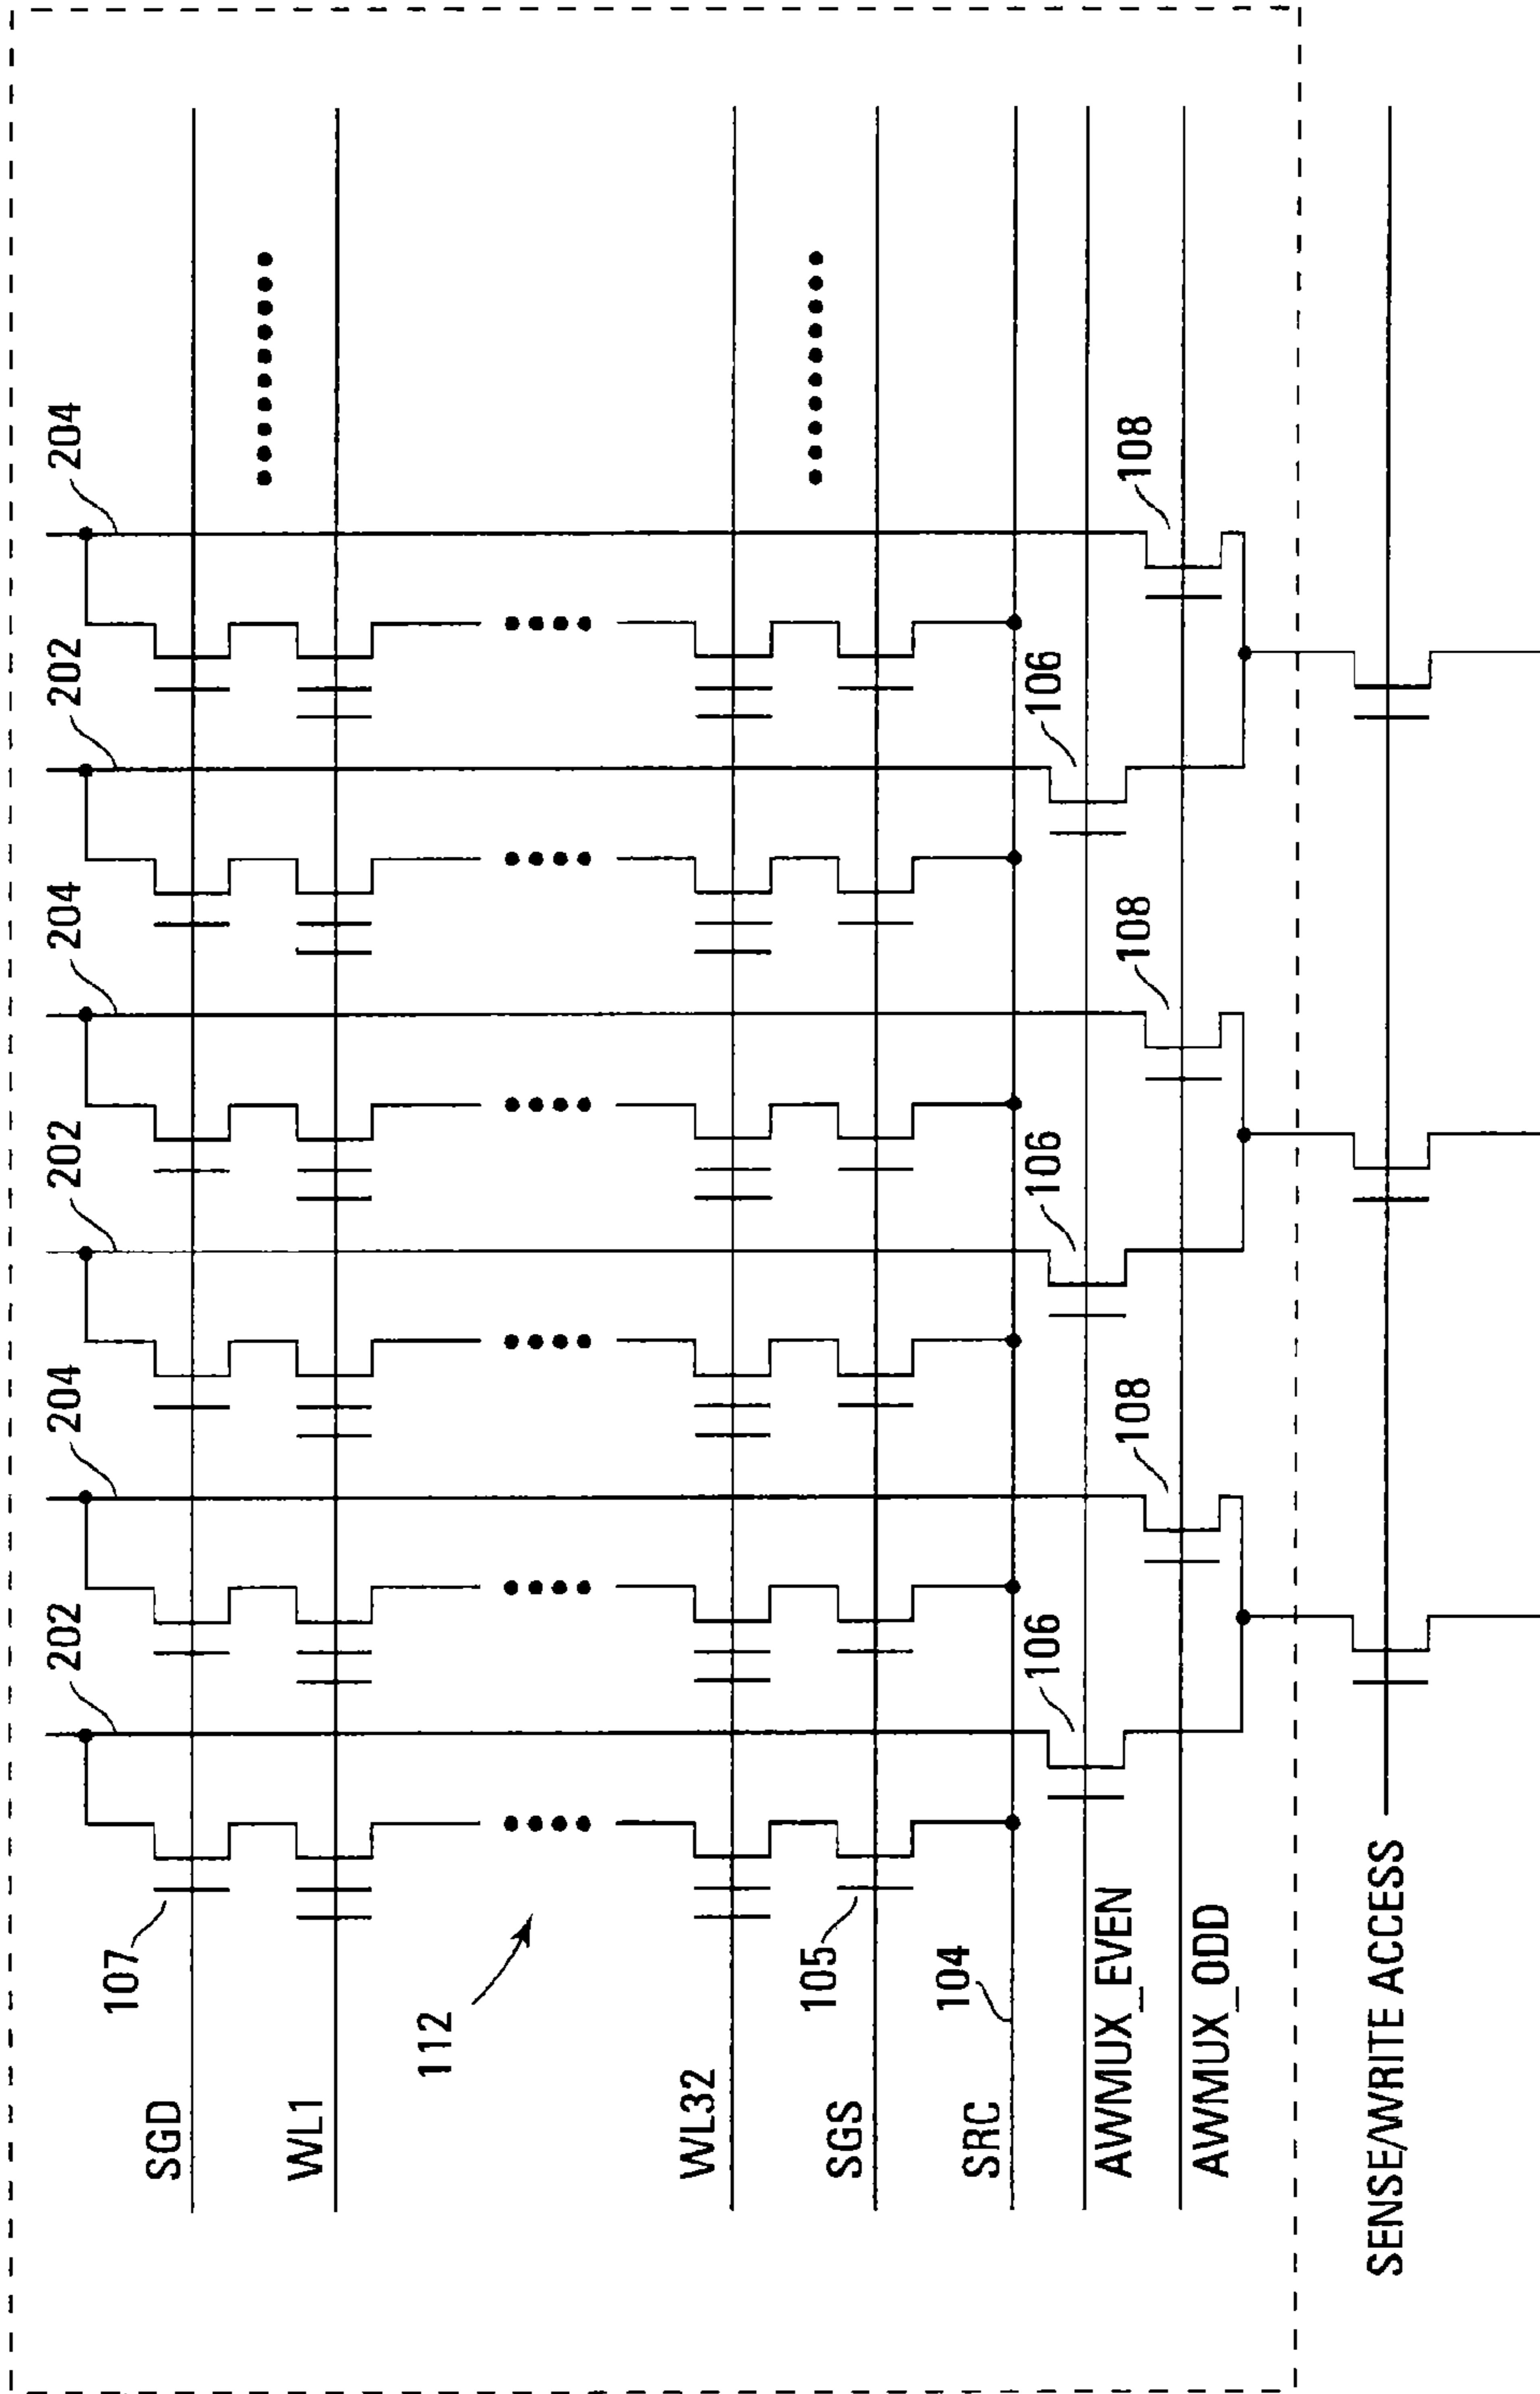 204
202
204
202
204
202
107
SGD
WL1
112
WL32
105
SGS
104
SRC
106
106
106
AWMUX_EVEN
108
108
108
AWMUX_ODD
SENSE/WRITE ACCESS